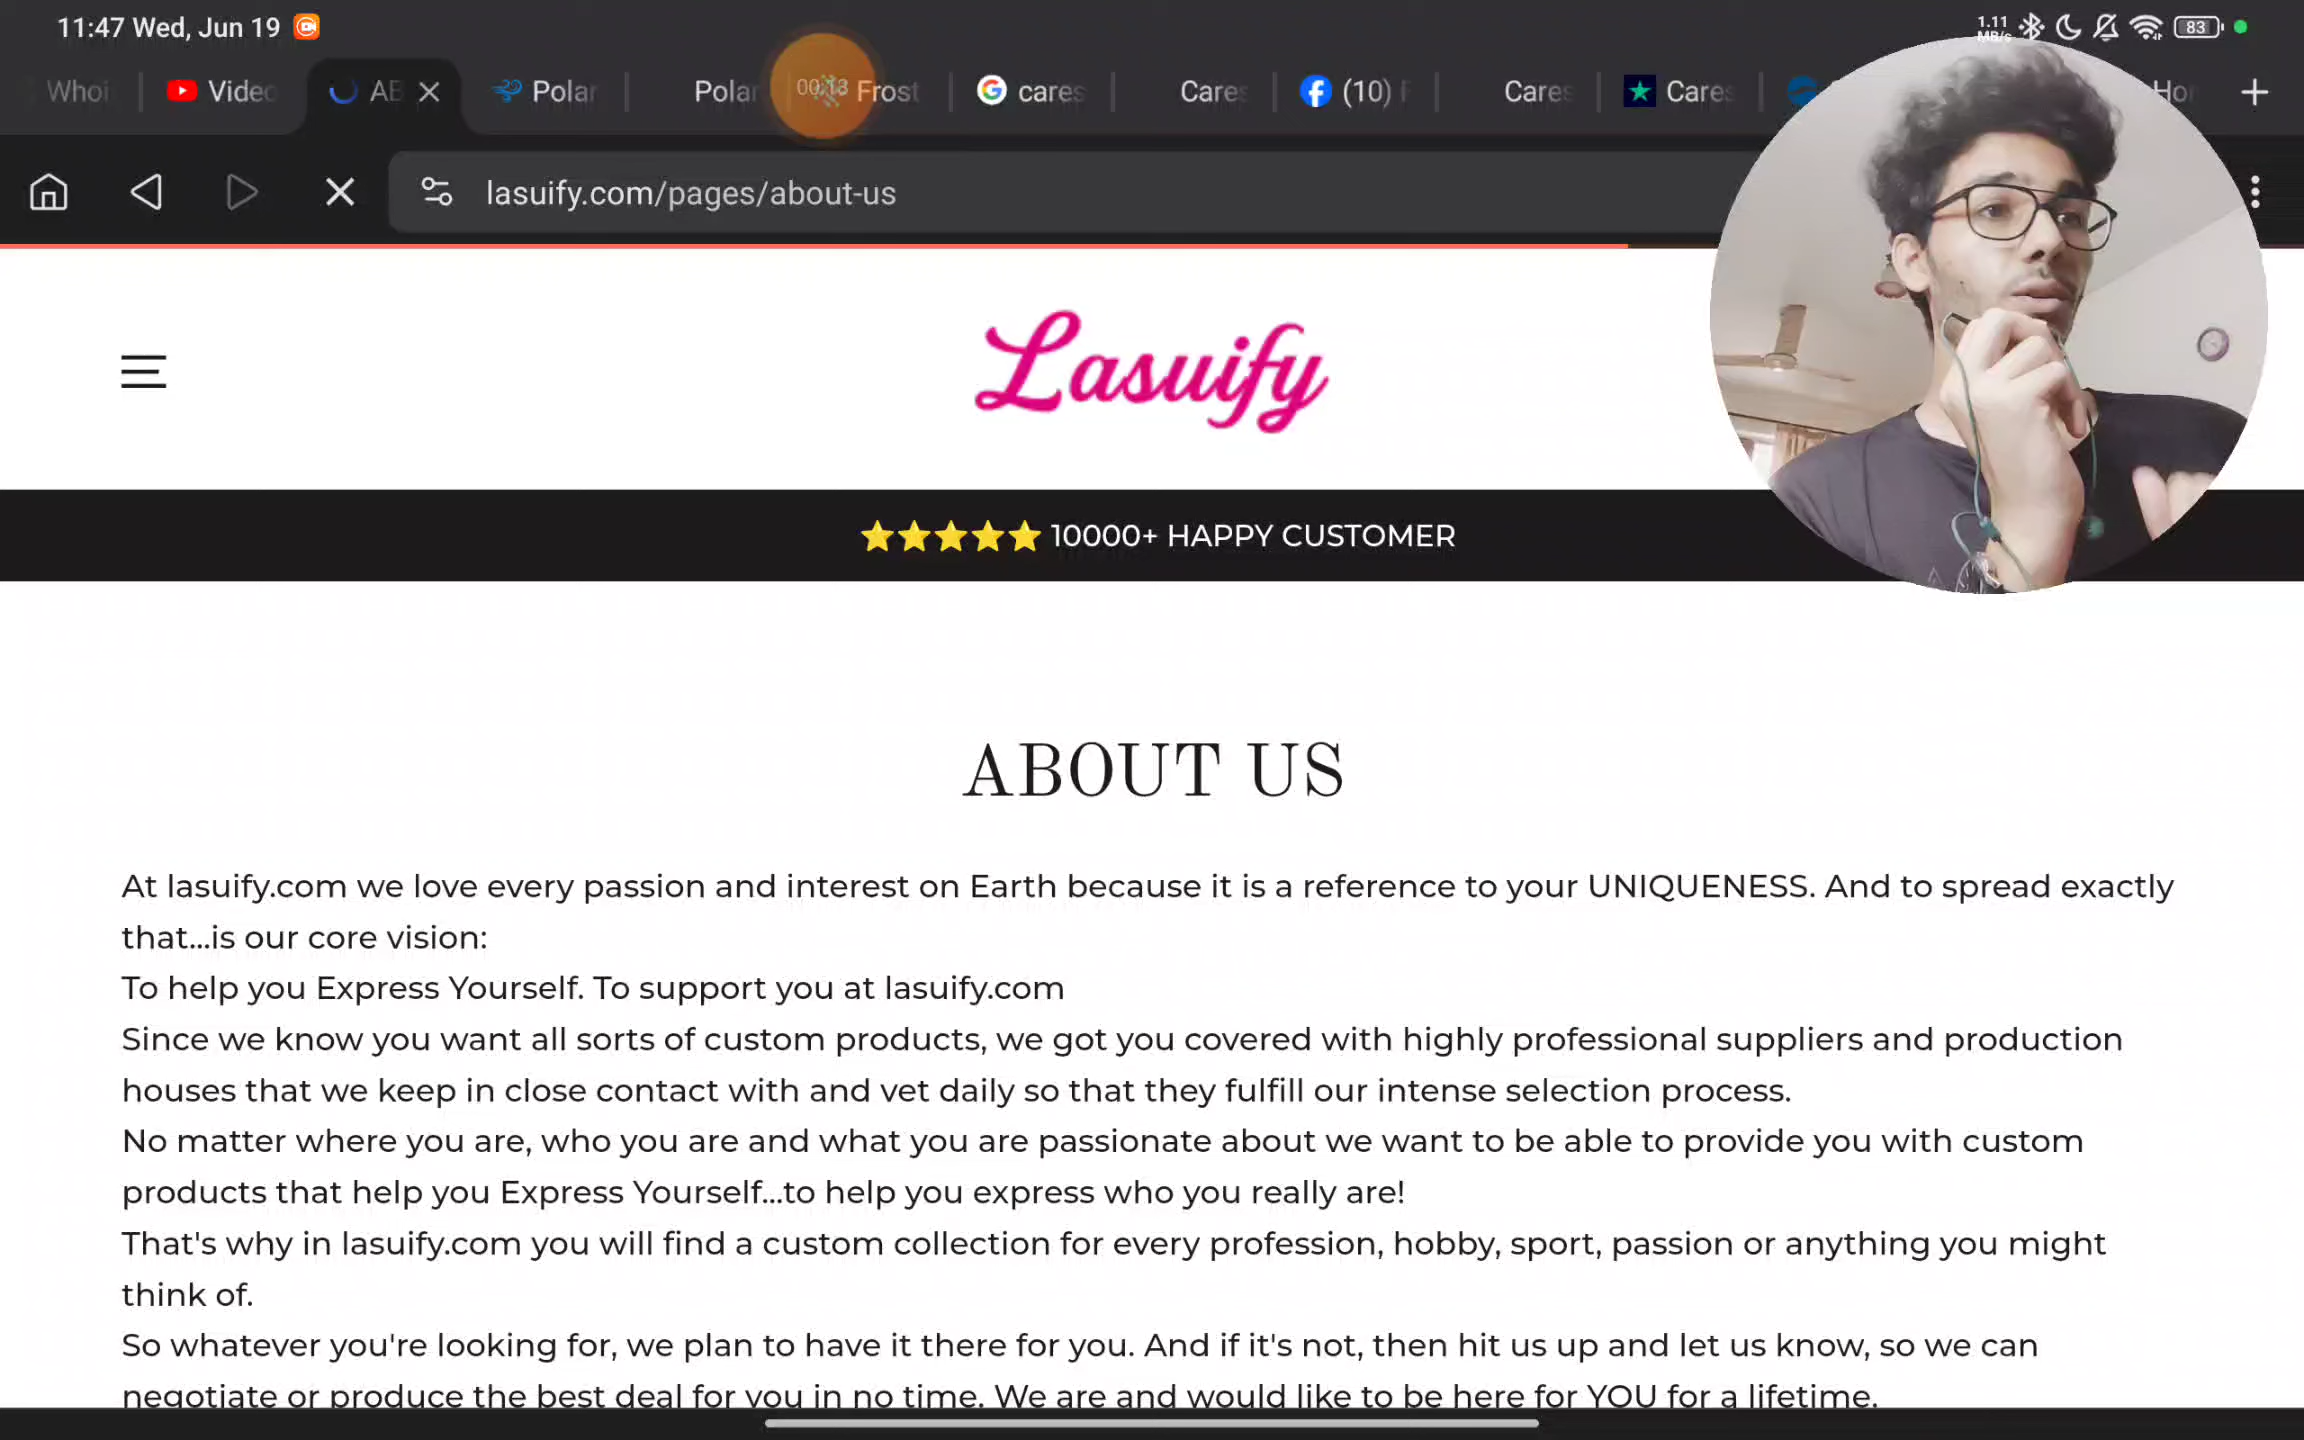 11:47 Wed, Jun 19
1.11
MB/s
83
Whoi
Video
AB
Polar
Polar
00:13
Frost
cares
Cares
(10) F
Cares
Cares
Ho
lasuify.com/pages/about-us
Lasuify
⭐⭐⭐⭐⭐ 10000+ HAPPY CUSTOMER
ABOUT US
At lasuify.com we love every passion and interest on Earth because it is a reference to your UNIQUENESS. And to spread exactly
that...is our core vision:
To help you Express Yourself. To support you at lasuify.com
Since we know you want all sorts of custom products, we got you covered with highly professional suppliers and production
houses that we keep in close contact with and vet daily so that they fulfill our intense selection process.
No matter where you are, who you are and what you are passionate about we want to be able to provide you with custom
products that help you Express Yourself...to help you express who you really are!
That's why in lasuify.com you will find a custom collection for every profession, hobby, sport, passion or anything you might
think of.
So whatever you're looking for, we plan to have it there for you. And if it's not, then hit us up and let us know, so we can
negotiate or produce the best deal for you in no time. We are and would like to be here for YOU for a lifetime.